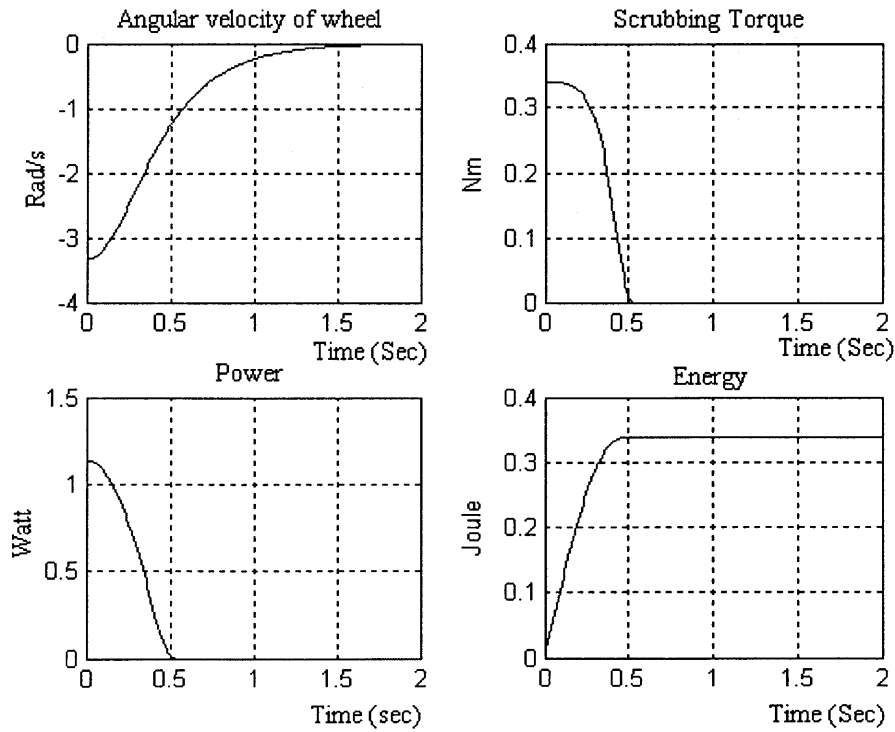 Angular velocity of wheel
Rad/s
0
-1
-2
-3
-4
0 0.5 1 1.5 2
Time (Sec)
Scrubbing Torque
Nm
0.4
0.3
0.2
0.1
0
0 0.5 1 1.5 2
Time (Sec)
Power
Watt
1.5
1
0.5
0
0 0.5 1 1.5 2
Time (sec)
Energy
Joule
0.4
0.3
0.2
0.1
0
0 0.5 1 1.5 2
Time (Sec)